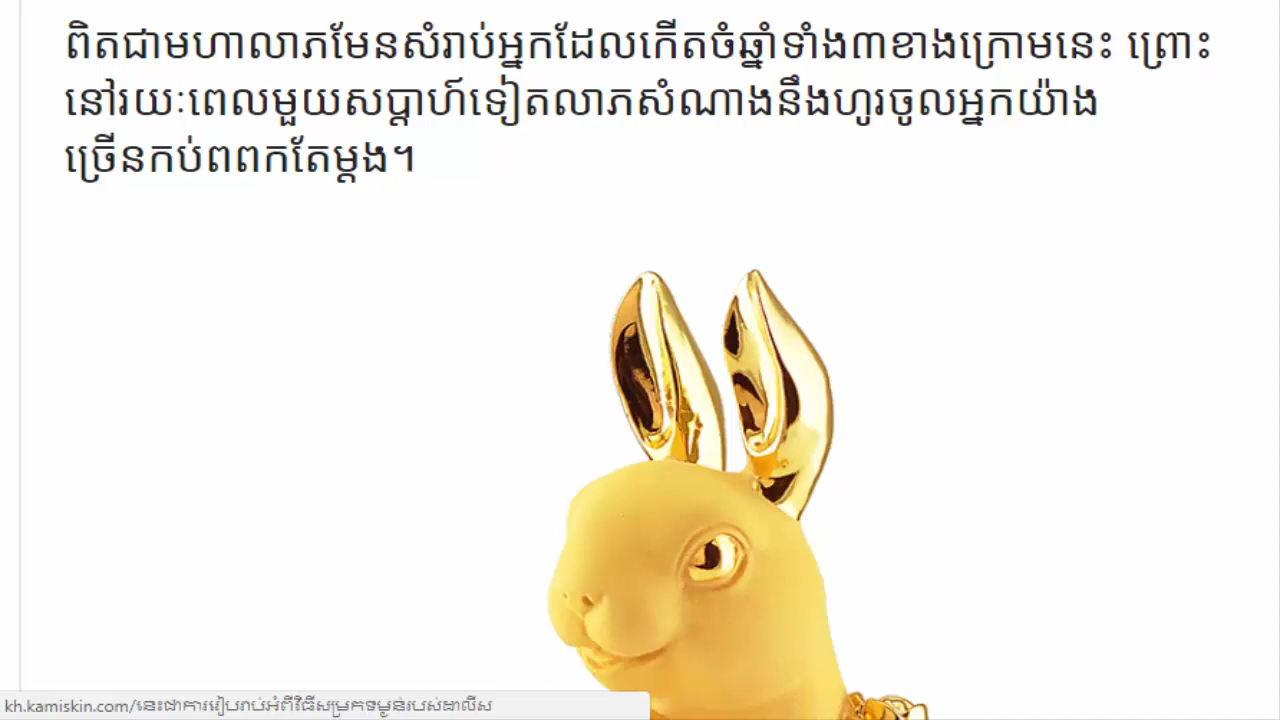 ពិតជាមហាលាភមែនសំរាប់អ្នកដែលកើតចំឆ្នាំទាំង៣ខាងក្រោមនេះ ព្រោះ
នៅរយៈពេលមួយសប្តាហ៍ទៀតលាភសំណាងនឹងហូរចូលអ្នកយ៉ាង
ច្រើនកប់ពពកតែម្តង។
kh.kamiskin.com/នេះជាការរៀបរាប់អំពីវិធីសម្រកទម្ងន់របស់ដាលីស